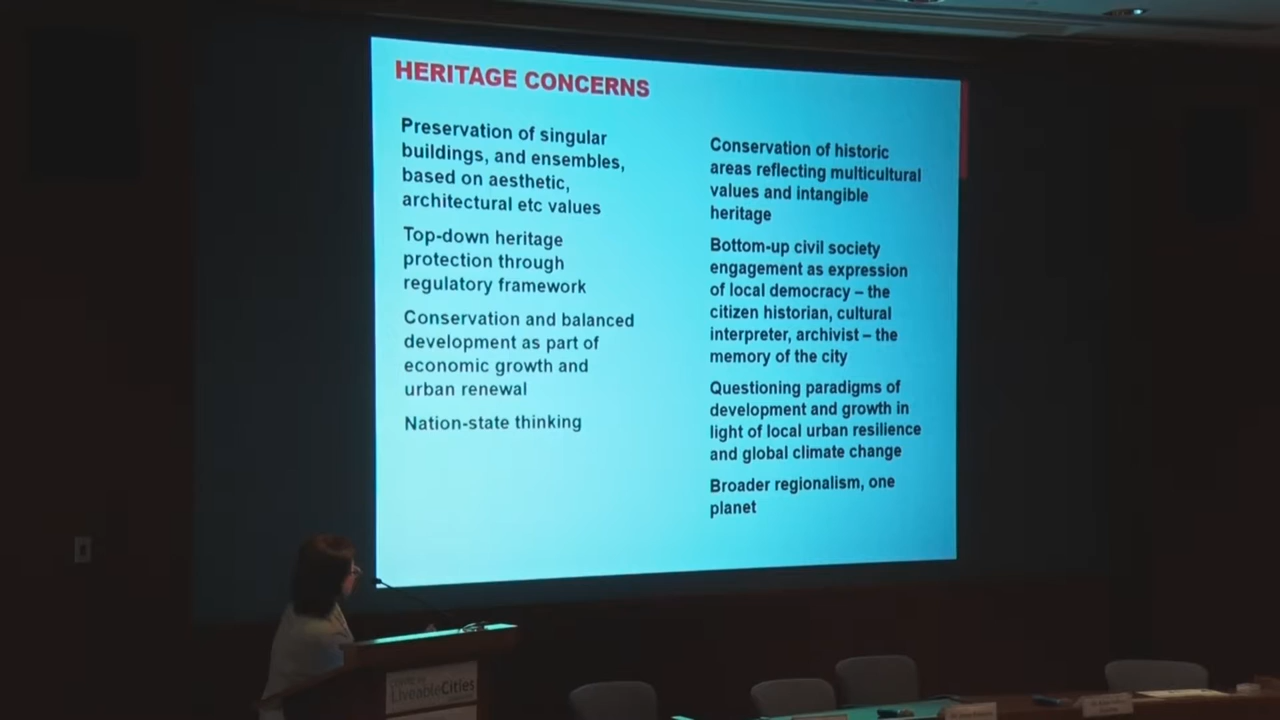 HERITAGE CONCERNS
Preservation of singular
buildings, and ensembles,
based on aesthetic,
architectural etc values
Top-down heritage
protection through
regulatory framework
Conservation and balanced
development as part of
economic growth and
urban renewal
Nation-state thinking
Conservation of historic
areas reflecting multicultural
values and intangible
heritage
Bottom-up civil society
engagement as expression
of local democracy – the
citizen historian, cultural
interpreter, archivist – the
memory of the city
Questioning paradigms of
development and growth in
light of local urban resilience
and global climate change
Broader regionalism, one
planet
LiveableCities